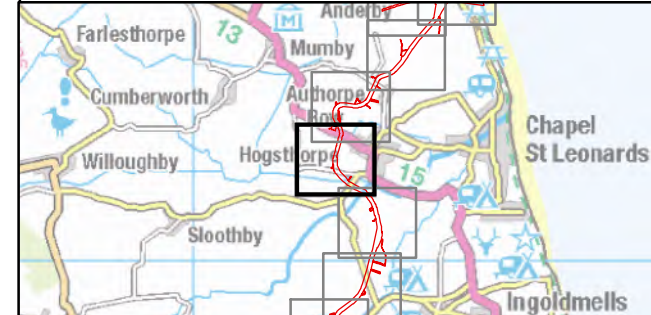 Anderby
Farlesthorpe
13
Mumby
Cumberworth
Authorpe
Row
Chapel
St Leonards
Willoughby
Hogsthorpe
15
Sloothby
Ingoldmells